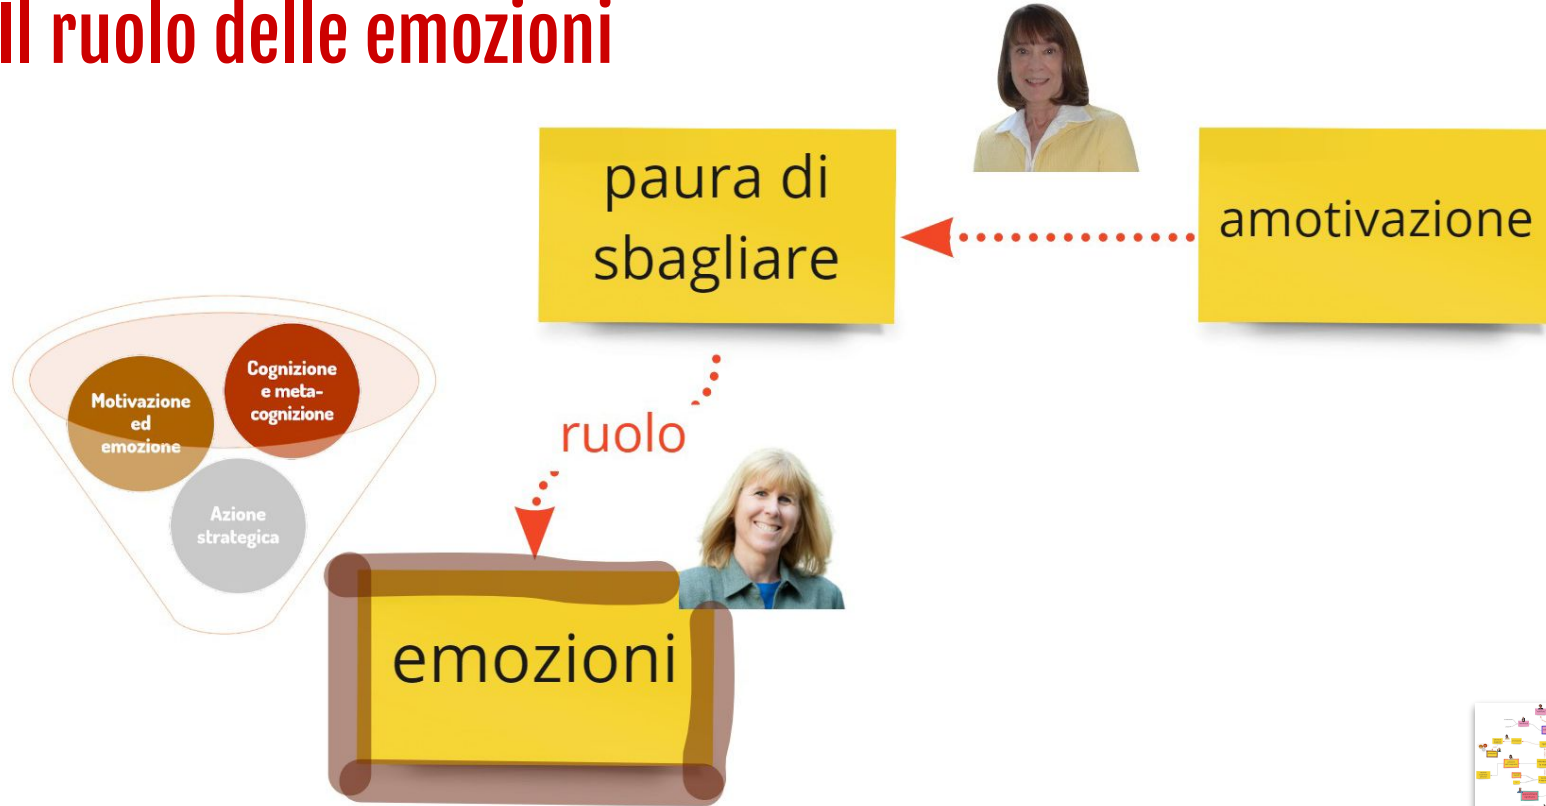 Il ruolo delle emozioni
paura di
sbagliare
amotivazione
Cognizione
e meta-
cognizione
Motivazione
ed
emozione
ruolo
Azione
strategica
emozioni